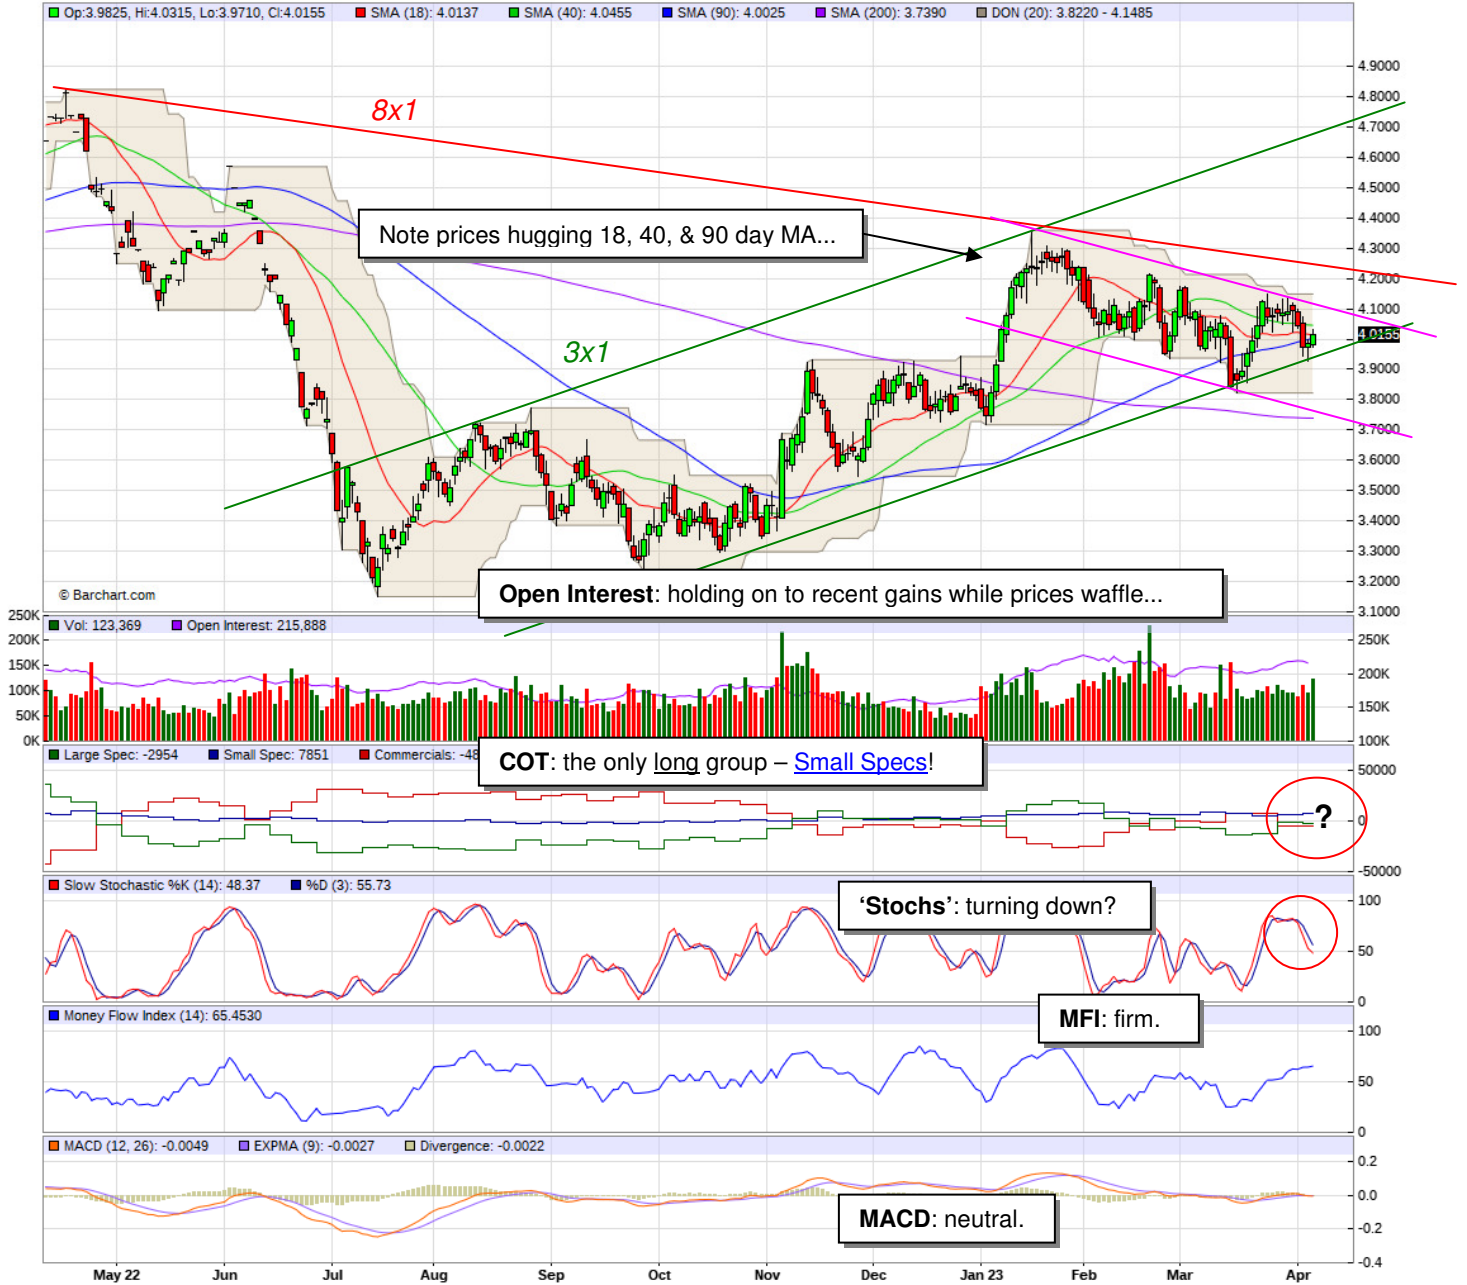 Op:3.9825, Hi:4.0315, Lo:3.9710, Cl:4.0155 SMA (18): 4.0137 SMA (40): 4.0455 SMA (90): 4.0025 SMA (200): 3.7390 DON (20): 3.8220 - 4.1485
4.9000
4.8000
8x1
4.7000
4.6000
4.5000
4.4000
Note prices hugging 18, 40, & 90 day MA...
4.3000
4.2000
4.1000
4.0155
3x1
3.9000
3.8000
3.7000
3.6000
3.5000
3.4000
3.3000
3.2000
3.1000
© Barchart.com
Open Interest: holding on to recent gains while prices waffle...
Vol: 123,369 Open Interest: 215,888
250K
200K
150K
100K
50K
0K
250K
200K
150K
100K
Large Spec: -2954 Small Spec: 7851 Commercials: -48
COT: the only long group – Small Specs!
50000
0
-50000
?
Slow Stochastic %K (14): 48.37 %D (3): 55.73
'Stochs': turning down?
100
50
0
MFI: firm.
Money Flow Index (14): 65.4530
100
50
0
MACD (12, 26): -0.0049 EXPMA (9): -0.0027 Divergence: -0.0022
0.2
0.0
-0.2
-0.4
MACD: neutral.
May 22 Jun Jul Aug Sep Oct Nov Dec Jan 23 Feb Mar Apr